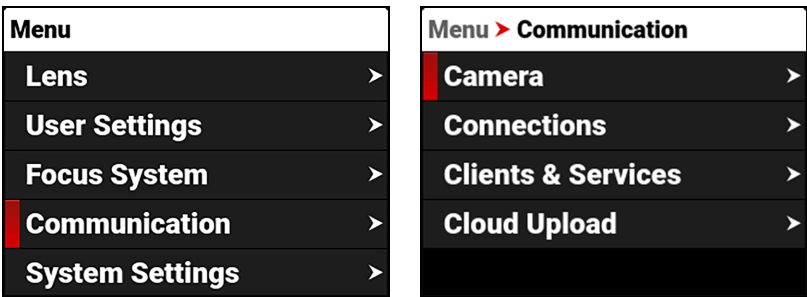 Menu
Lens
User Settings
Focus System
Communication
System Settings
Menu Communication
Camera
Connections
Clients & Services
Cloud Upload